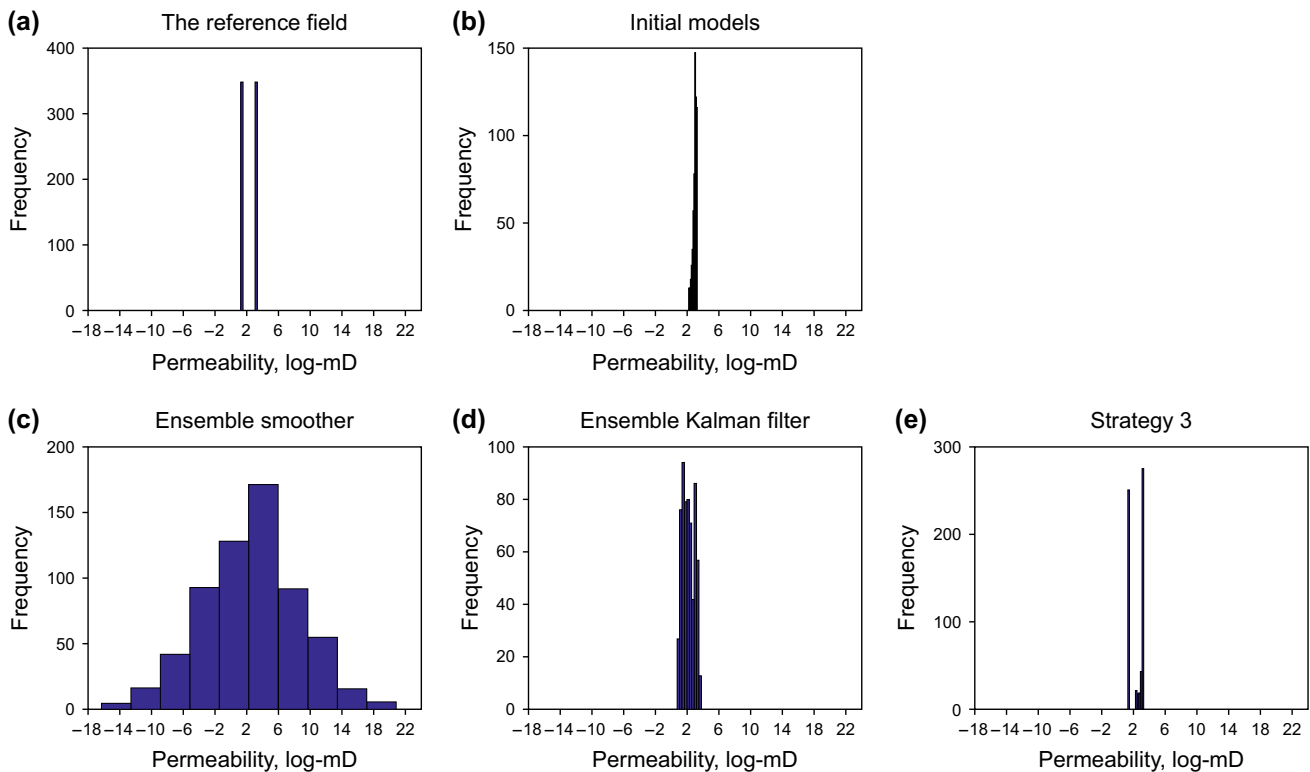 (a) The reference field
Frequency
400
300
200
100
0
−18 −14 −10 −6 −2 2 6 10 14 18 22
Permeability, log-mD
(b) Initial models
Frequency
150
100
50
0
−18 −14 −10 −6 −2 2 6 10 14 18 22
Permeability, log-mD
(c) Ensemble smoother
Frequency
200
150
100
50
0
−18 −14 −10 −6 −2 2 6 10 14 18 22
Permeability, log-mD
(d) Ensemble Kalman filter
Frequency
100
80
60
40
20
0
−18 −14 −10 −6 −2 2 6 10 14 18 22
Permeability, log-mD
(e) Strategy 3
Frequency
300
200
100
0
−18 −14 −10 −6 −2 2 6 10 14 18 22
Permeability, log-mD